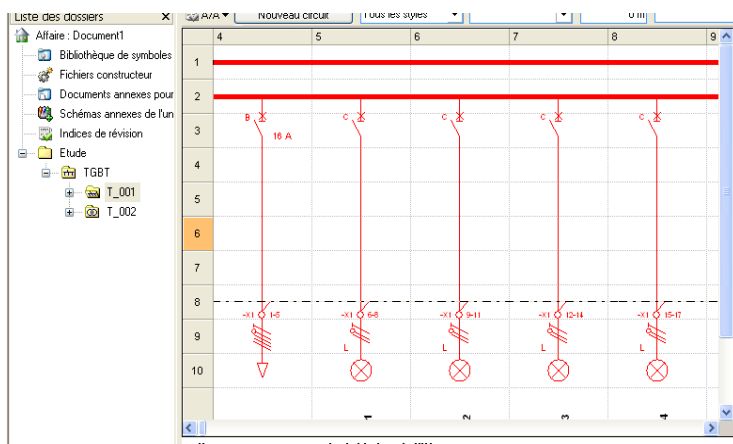 Liste des dossiers x
A/A Nouveau circuit Tous les styles 0 m
Affaire : Document1
Bibliothèque de symboles
Fichiers constructeur
Documents annexes pour
Schémas annexes de l'un
Indices de révision
Etude
TGBT
T_001
T_002
4 5 6 7 8 9
1
2
3
4
5
6
7
8
9
10
B C C C C
16 A
-X1 1-5 -X1 6-8 -X1 9-11 -X1 12-14 -X1 15-17
L L L L
1 2 3 4